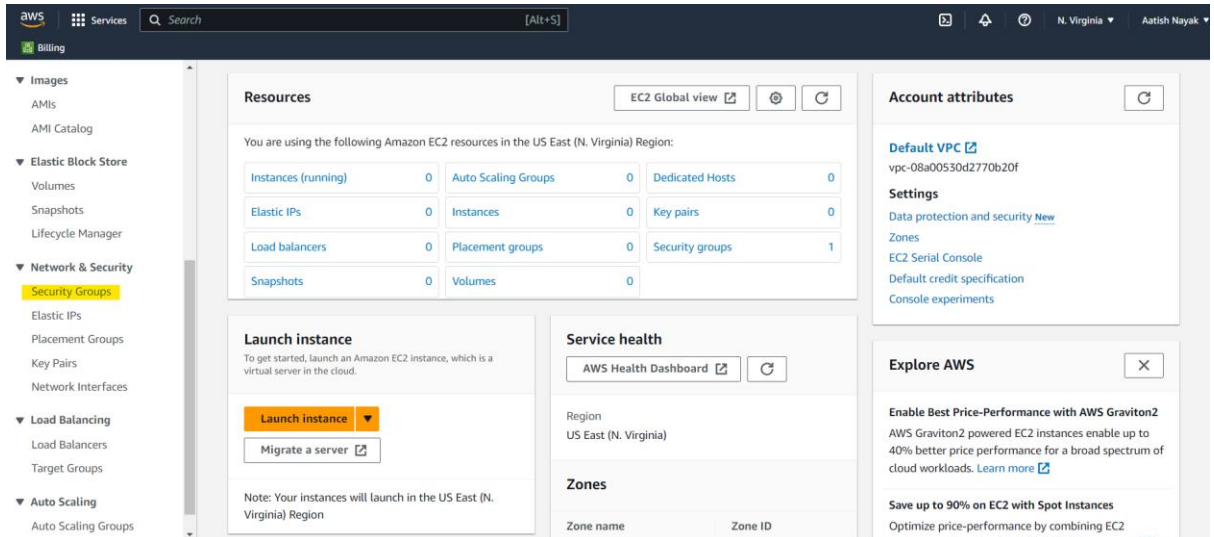 aws
Services
Search
[Alt+S]
N. Virginia
Aatish Nayak
Billing
Images
AMIs
AMI Catalog
Elastic Block Store
Volumes
Snapshots
Lifecycle Manager
Network & Security
Security Groups
Elastic IPs
Placement Groups
Key Pairs
Network Interfaces
Load Balancing
Load Balancers
Target Groups
Auto Scaling
Auto Scaling Groups
Resources
EC2 Global view
You are using the following Amazon EC2 resources in the US East (N. Virginia) Region:
Instances (running) 0 Auto Scaling Groups 0 Dedicated Hosts 0
Elastic IPs 0 Instances 0 Key pairs 0
Load balancers 0 Placement groups 0 Security groups 1
Snapshots 0 Volumes 0
Launch instance
To get started, launch an Amazon EC2 instance, which is a
virtual server in the cloud.
Launch instance
Migrate a server
Note: Your instances will launch in the US East (N.
Virginia) Region
Service health
AWS Health Dashboard
Region
US East (N. Virginia)
Zones
Zone name Zone ID
Account attributes
Default VPC
vpc-08a00530d2770b20f
Settings
Data protection and security New
Zones
EC2 Serial Console
Default credit specification
Console experiments
Explore AWS
Enable Best Price-Performance with AWS Graviton2
AWS Graviton2 powered EC2 instances enable up to
40% better price performance for a broad spectrum of
cloud workloads. Learn more
Save up to 90% on EC2 with Spot Instances
Optimize price-performance by combining EC2